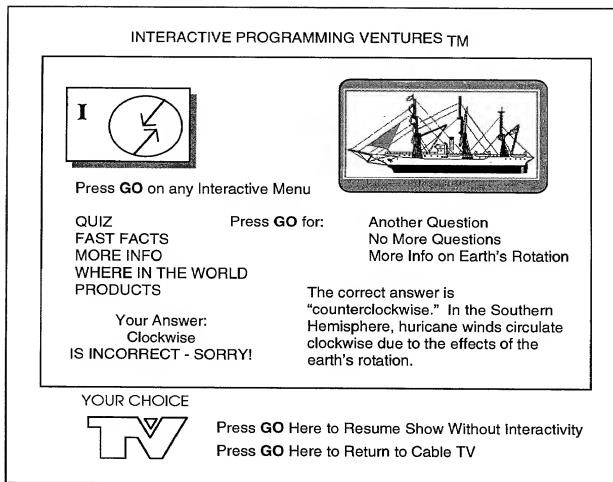 INTERACTIVE PROGRAMMING VENTURES TM
I
Press GO on any Interactive Menu
QUIZ
FAST FACTS
MORE INFO
WHERE IN THE WORLD
PRODUCTS
Press GO for:
Another Question
No More Questions
More Info on Earth's Rotation
Your Answer:
Clockwise
IS INCORRECT - SORRY!
The correct answer is
"counterclockwise." In the Southern
Hemisphere, huricane winds circulate
clockwise due to the effects of the
earth's rotation.
YOUR CHOICE
TV
Press GO Here to Resume Show Without Interactivity
Press GO Here to Return to Cable TV